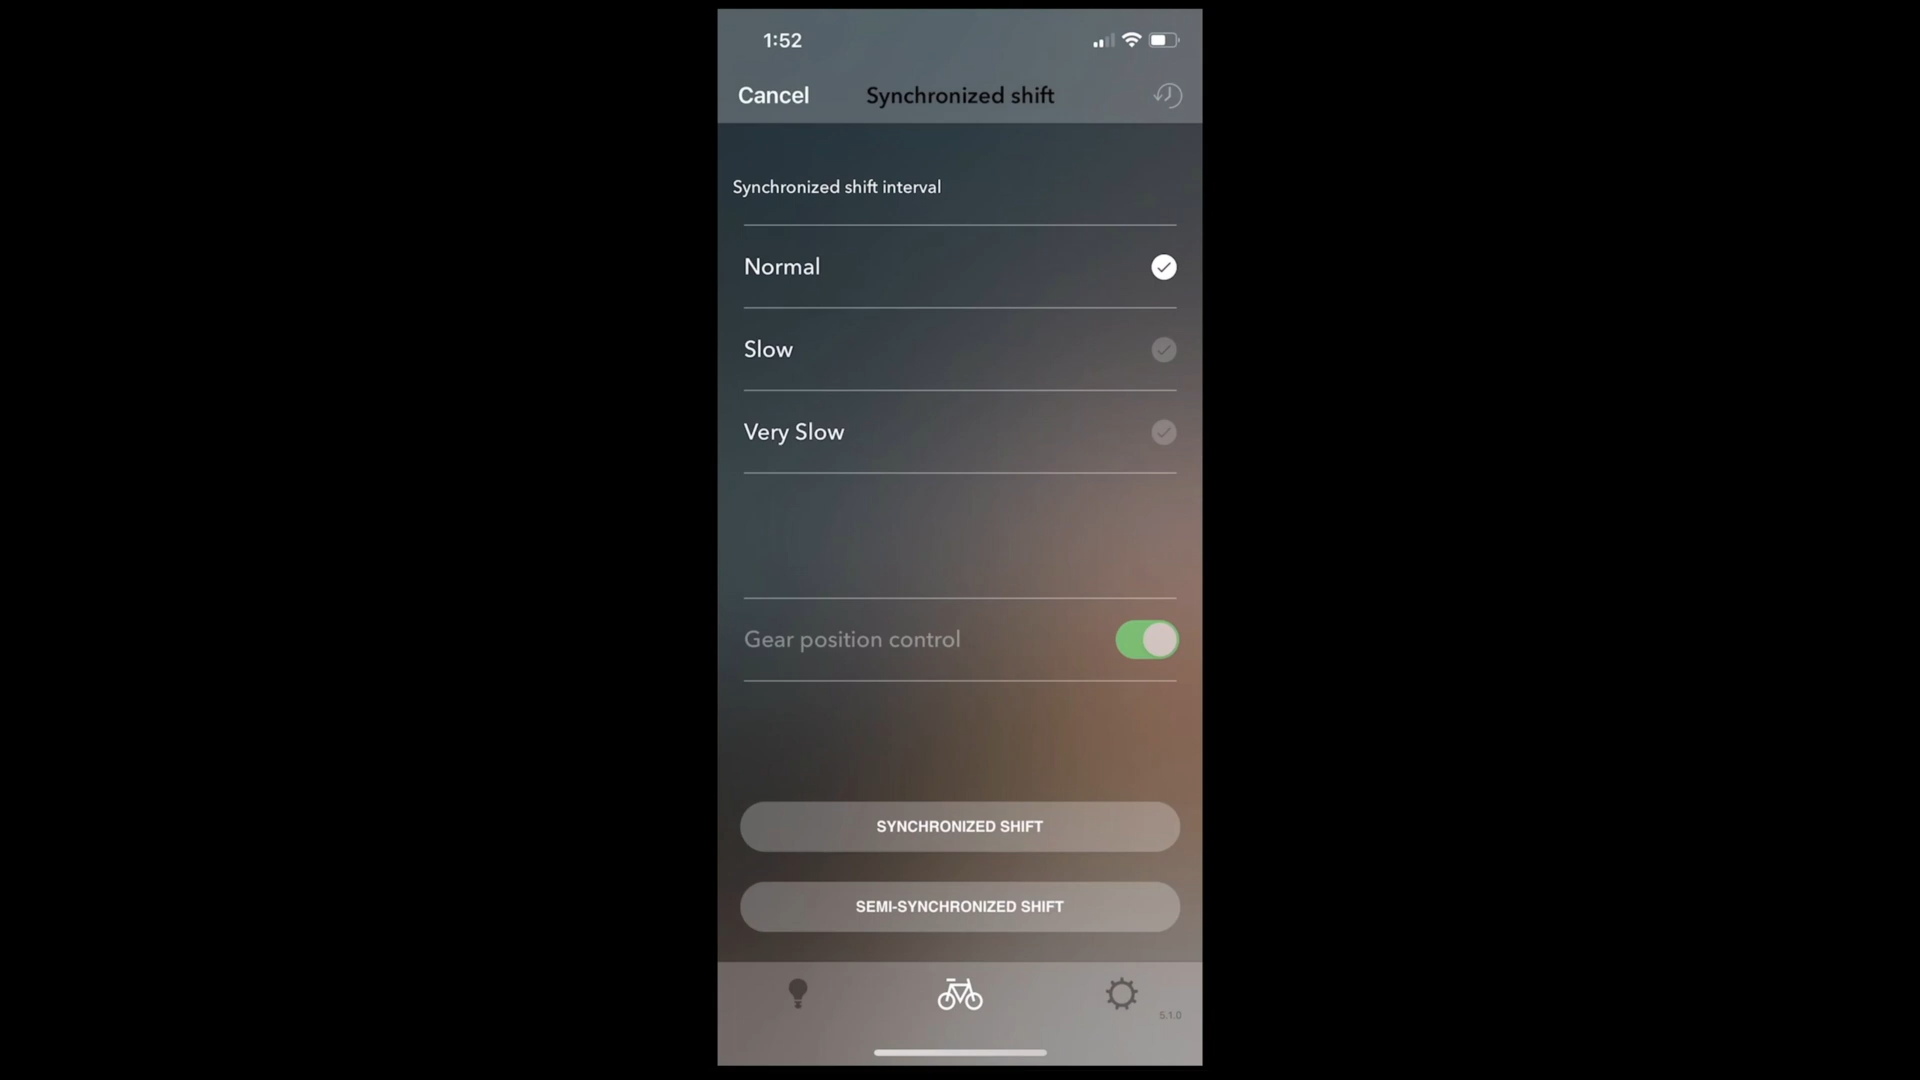 1:52
Cancel
Synchronized shift
Synchronized shift interval
Normal
Slow
Very Slow
Gear position control
SYNCHRONIZED SHIFT
SEMI-SYNCHRONIZED SHIFT
5.1.0